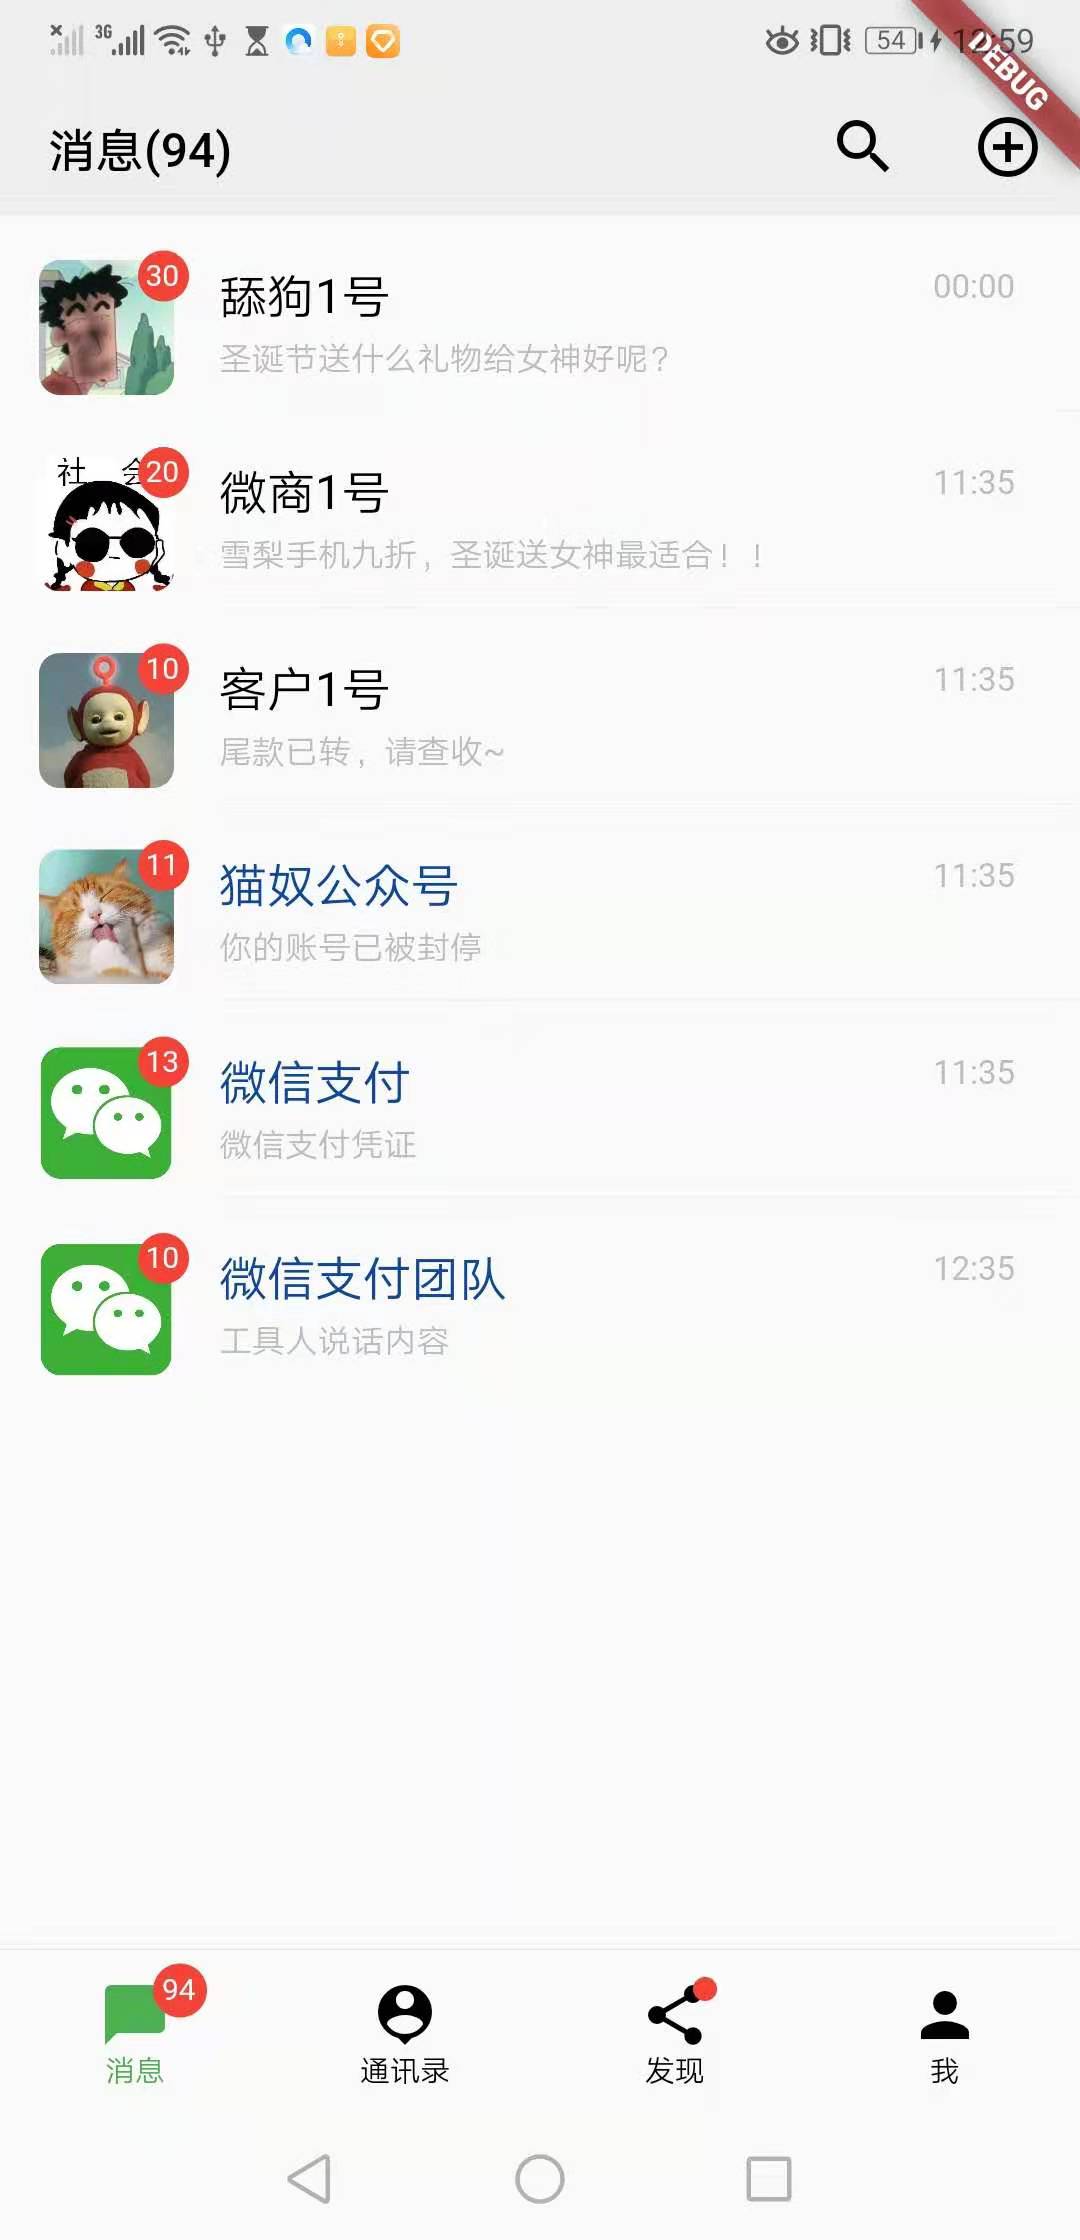 3G
54
12:59
DEBUG
消息(94)
30
舔狗1号
00:00
圣诞节送什么礼物给女神好呢?
社 会
20
微商1号
11:35
雪梨手机九折，圣诞送女神最适合！！
10
客户1号
11:35
尾款已转，请查收~
11
猫奴公众号
11:35
你的账号已被封停
13
微信支付
11:35
微信支付凭证
10
微信支付团队
12:35
工具人说话内容
94
消息
通讯录
发现
我